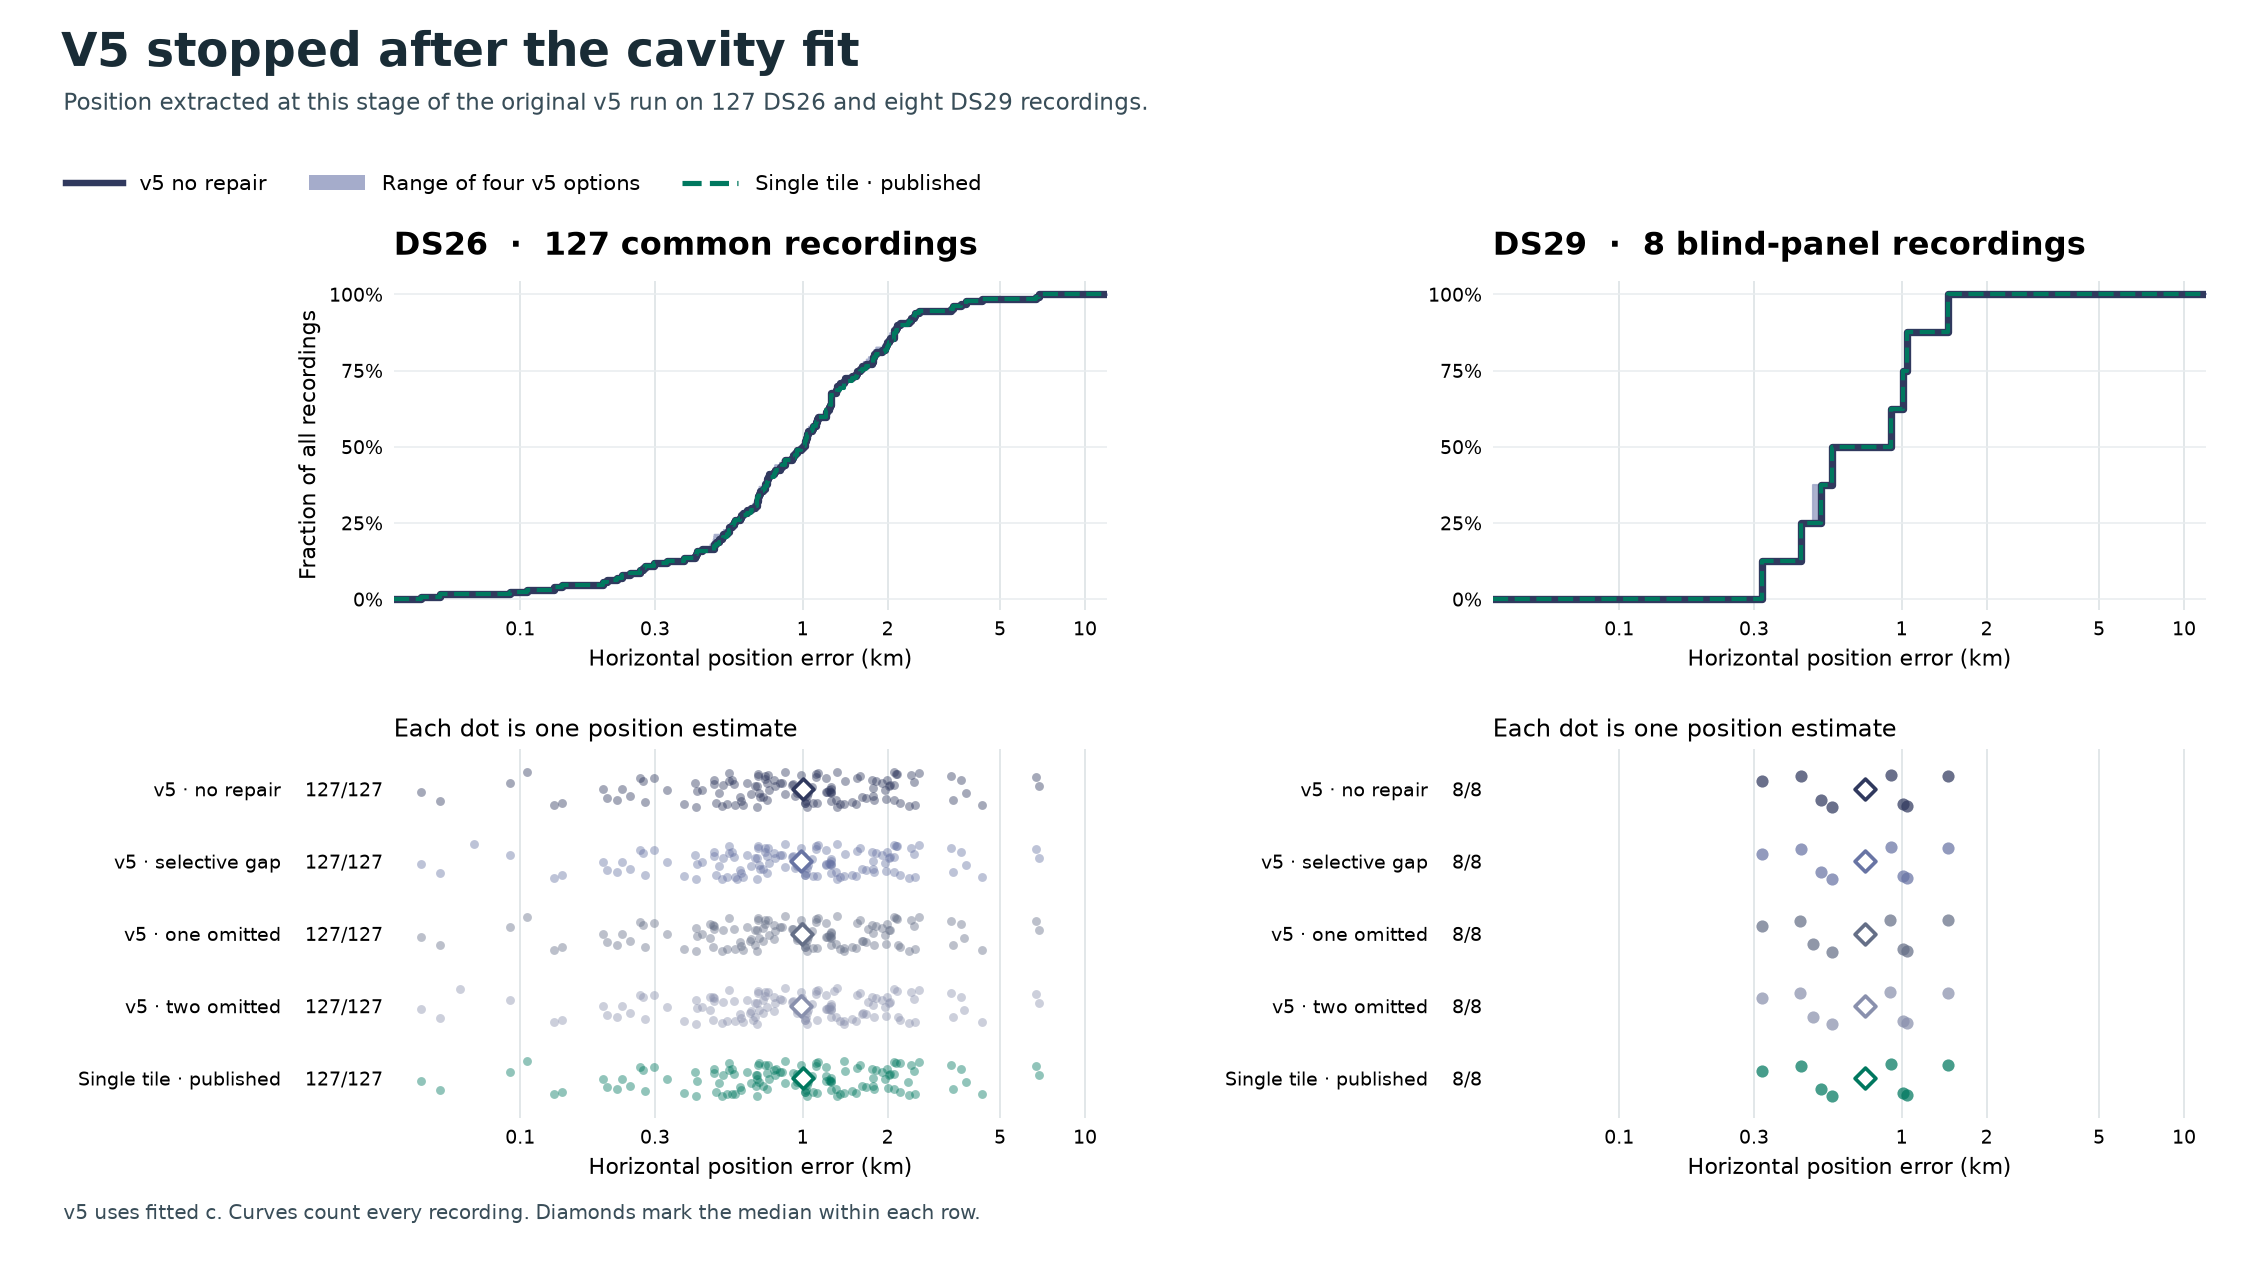 V5 stopped after the cavity fit
Position extracted at this stage of the original v5 run on 127 DS26 and eight DS29 recordings.
v5 no repair
Range of four v5 options
Single tile · published
DS26 · 127 common recordings
Fraction of all recordings
100%
75%
50%
25%
0%
0.1 0.3 1 2 5 10
Horizontal position error (km)
DS29 · 8 blind-panel recordings
100%
75%
50%
25%
0%
0.1 0.3 1 2 5 10
Horizontal position error (km)
Each dot is one position estimate
v5 · no repair 127/127
v5 · selective gap 127/127
v5 · one omitted 127/127
v5 · two omitted 127/127
Single tile · published 127/127
0.1 0.3 1 2 5 10
Horizontal position error (km)
Each dot is one position estimate
v5 · no repair 8/8
v5 · selective gap 8/8
v5 · one omitted 8/8
v5 · two omitted 8/8
Single tile · published 8/8
0.1 0.3 1 2 5 10
Horizontal position error (km)
v5 uses fitted c. Curves count every recording. Diamonds mark the median within each row.